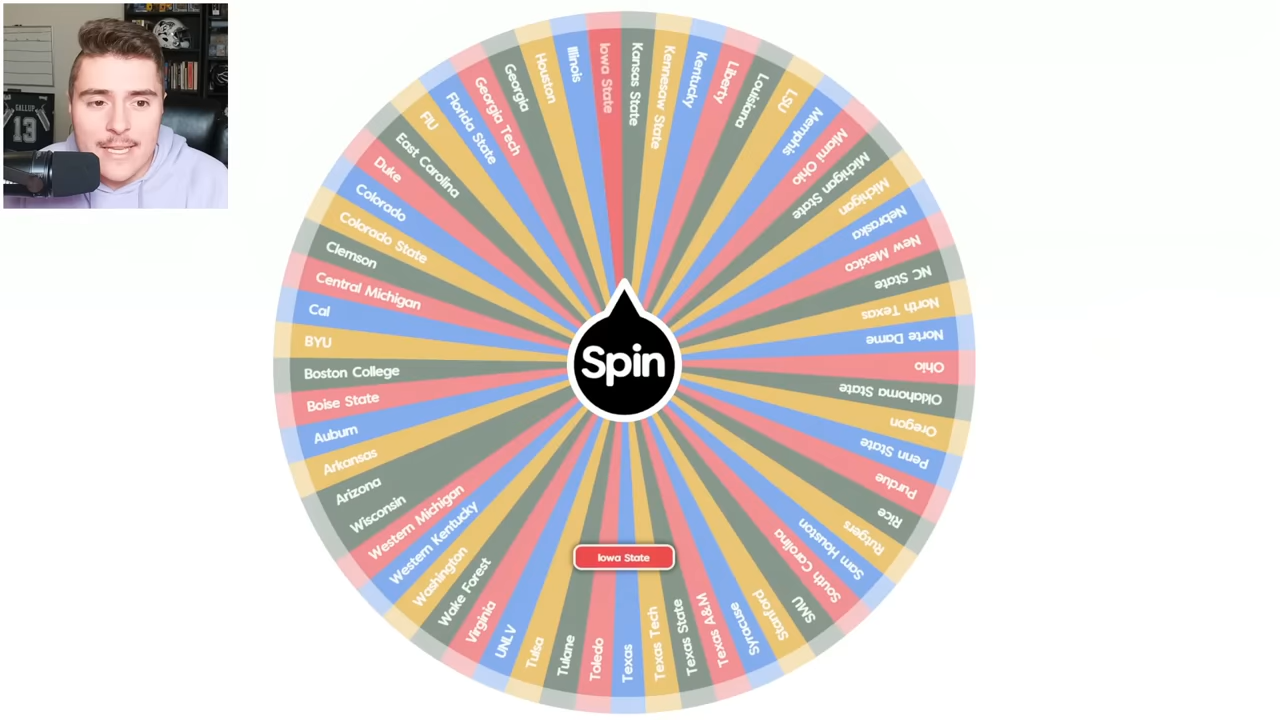 GALLUP
13
Iowa State
Kansas State
Kennesaw State
Kentucky
Liberty
Louisiana
LSU
Memphis
Miami Ohio
Michigan State
Michigan
Nebraska
New Mexico
NC State
North Texas
Norte Dame
Ohio
Oklahoma State
Oregon
Penn State
Purdue
Rice
Rutgers
Sam Houston
South Carolina
SMU
Stanford
Syracuse
Texas A&M
Texas State
Texas Tech
Texas
Toledo
Tulane
Tulsa
UNLV
Virginia
Wake Forest
Washington
Western Kentucky
Western Michigan
Wisconsin
Arizona
Arkansas
Auburn
Boise State
Boston College
BYU
Cal
Central Michigan
Clemson
Colorado State
Colorado
Duke
East Carolina
FIU
Florida State
Georgia Tech
Georgia
Houston
Illinois
Spin
Iowa State